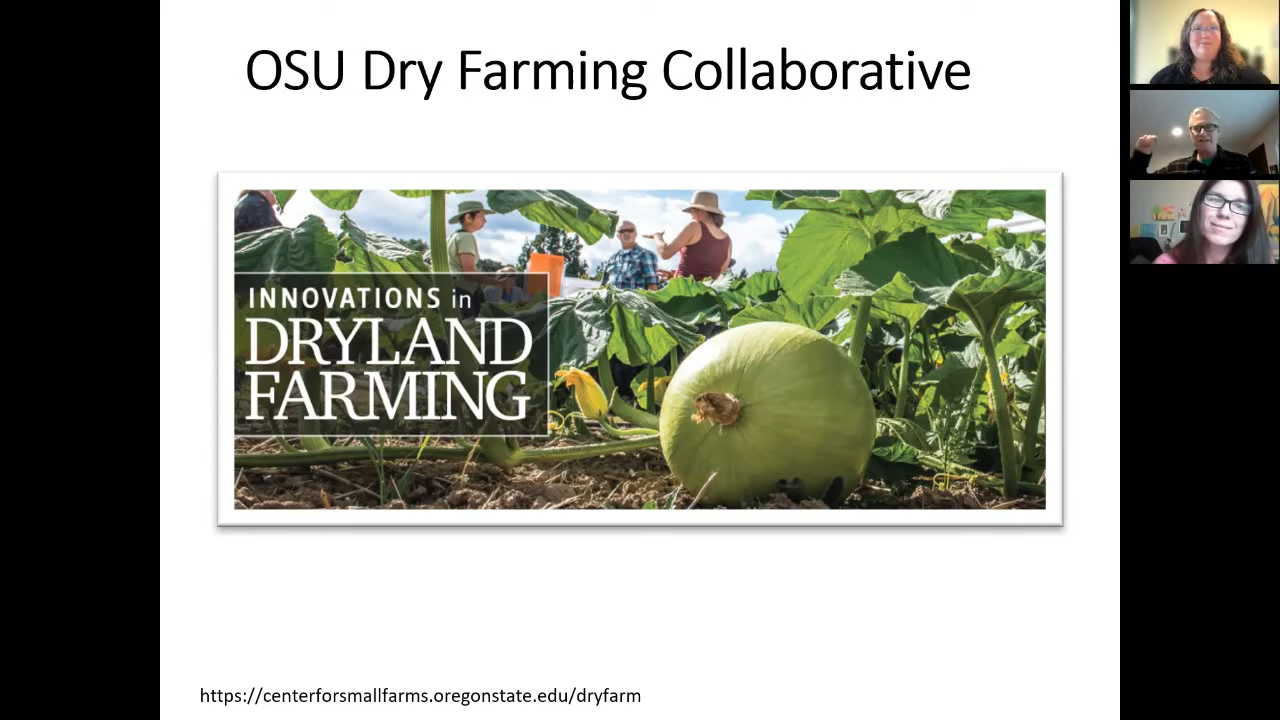 OSU Dry Farming Collaborative
INNOVATIONS in
DRYLAND
FARMING
https://centerforsmallfarms.oregonstate.edu/dryfarm